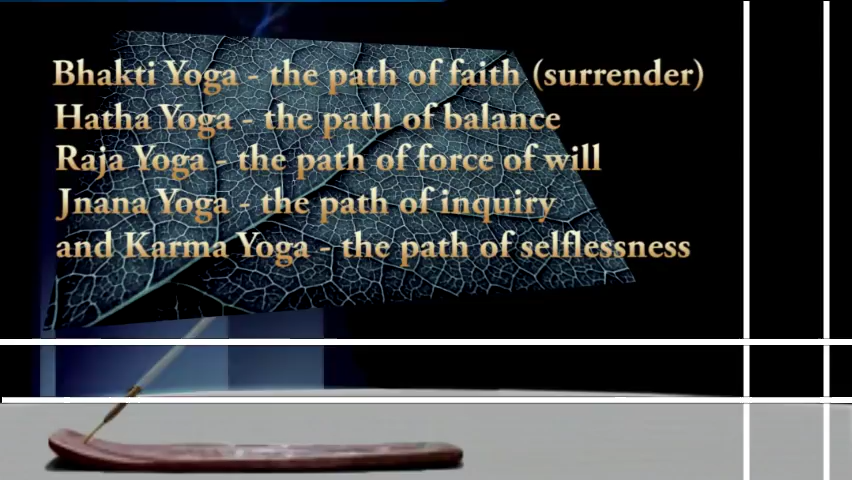 Bhakti Yoga - the path of faith (surrender)
Hatha Yoga - the path of balance
Raja Yoga - the path of force of will
Jnana Yoga - the path of inquiry
and Karma Yoga - the path of selflessness